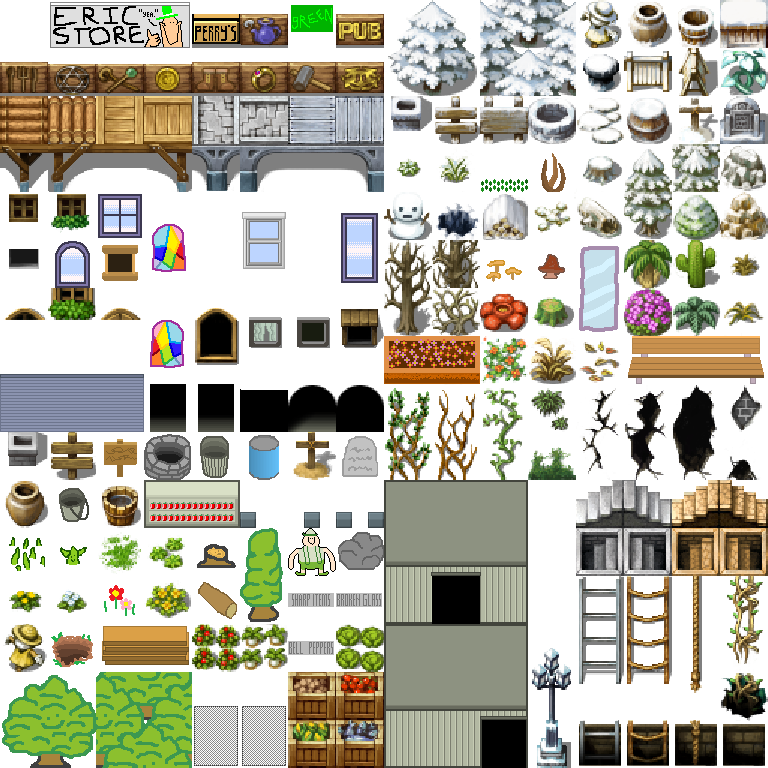 ERIC "YEA."
STORE
PERRY'S
GREEN
PUB
SHARP ITEMS
BROKEN GLASS
BELL PEPPERS